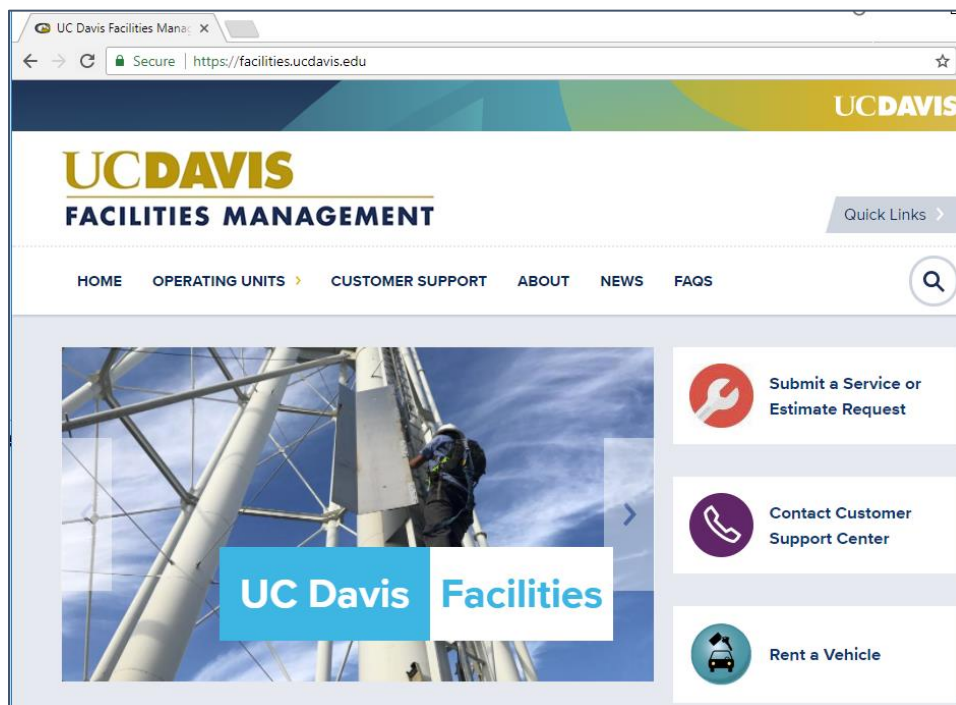 UC Davis Facilities Manag
Secure | https://facilities.ucdavis.edu
UCDAVIS
UCDAVIS
FACILITIES MANAGEMENT
Quick Links
HOME OPERATING UNITS CUSTOMER SUPPORT ABOUT NEWS FAQS
Submit a Service or
Estimate Request
Contact Customer
Support Center
UC Davis Facilities
Rent a Vehicle